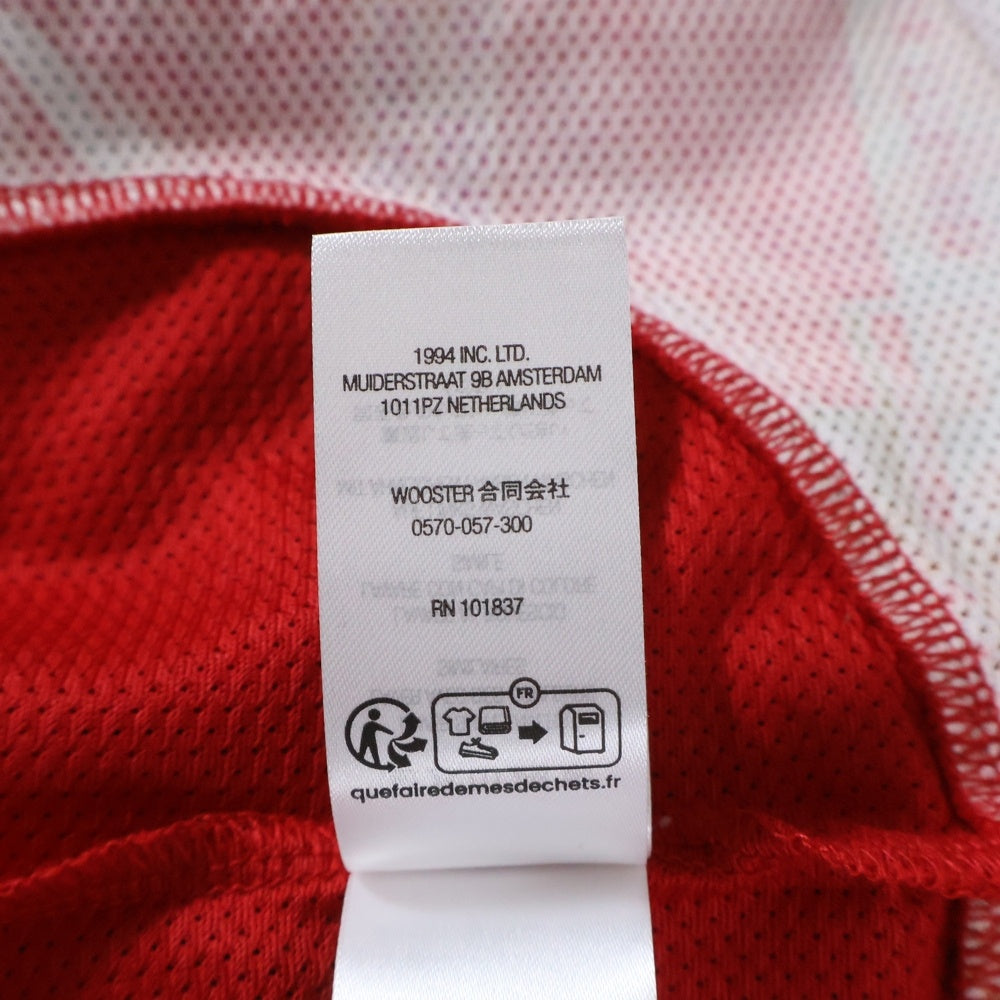 1994 INC. LTD.
MUIDERSTRAAT 9B AMSTERDAM
1011PZ NETHERLANDS
WOOSTER 合同会社
0570-057-300
RN 101837
FR
quefairedemesdechets.fr